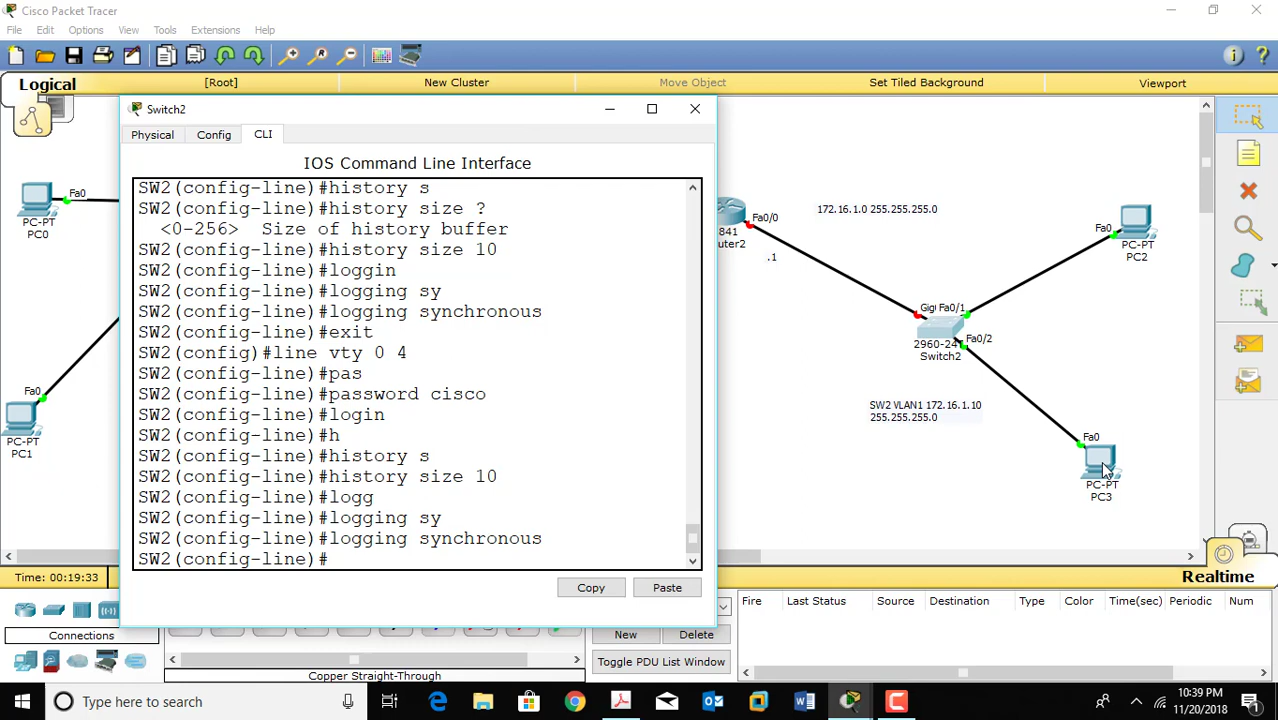 Cisco Packet Tracer
File Edit Options View Tools Extensions Help
Logical [Root] New Cluster Move Object Set Tiled Background Viewport
Switch2
Physical Config CLI
IOS Command Line Interface
SW2(config-line)#history s
SW2(config-line)#history size ?
<0-256> Size of history buffer
SW2(config-line)#history size 10
SW2(config-line)#loggin
SW2(config-line)#logging sy
SW2(config-line)#logging synchronous
SW2(config-line)#exit
SW2(config)#line vty 0 4
SW2(config-line)#pas
SW2(config-line)#password cisco
SW2(config-line)#login
SW2(config-line)#h
SW2(config-line)#history s
SW2(config-line)#history size 10
SW2(config-line)#logg
SW2(config-line)#logging sy
SW2(config-line)#logging synchronous
SW2(config-line)#
Copy Paste
Fa0
PC-PT
PC0
Fa0
PC-PT
PC1
841
uter2
Fa0/0
.1
172.16.1.0 255.255.255.0
Fa0
PC-PT
PC2
Gigi Fa0/1
Fa0/2
2960-24T
Switch2
SW2 VLAN1 172.16.1.10
255.255.255.0
Fa0
PC-PT
PC3
Time: 00:19:33
Realtime
Fire Last Status Source Destination Type Color Time(sec) Periodic Num
Connections
New Delete
Toggle PDU List Window
Copper Straight-Through
Type here to search
10:39 PM
11/20/2018